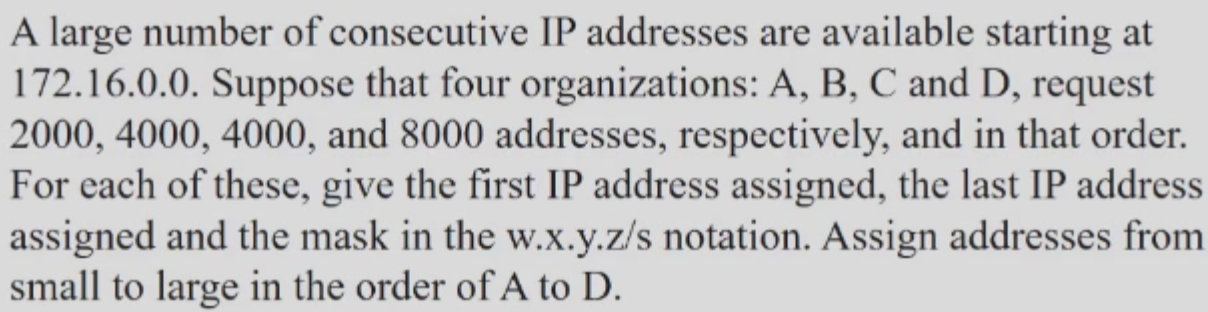 A large number of consecutive IP addresses are available starting at
172.16.0.0. Suppose that four organizations: A, B, C and D, request
2000, 4000, 4000, and 8000 addresses, respectively, and in that order.
For each of these, give the first IP address assigned, the last IP address
assigned and the mask in the w.x.y.z/s notation. Assign addresses from
small to large in the order of A to D.